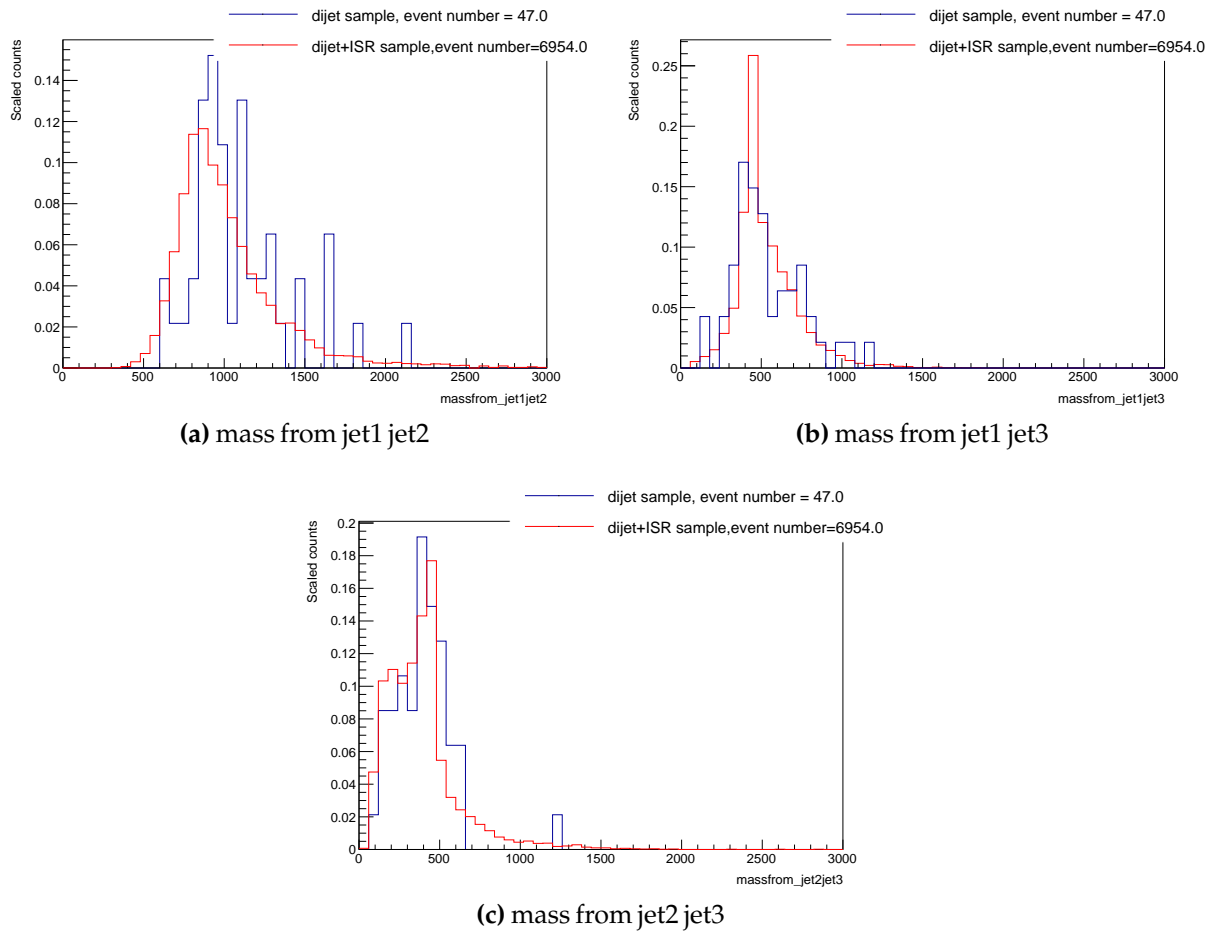 dijet sample, event number = 47.0
dijet+ISR sample,event number=6954.0
Scaled counts
0.14
0.12
0.1
0.08
0.06
0.04
0.02
0
0 500 1000 1500 2000 2500 3000
massfrom_jet1jet2
(a) mass from jet1 jet2
dijet sample, event number = 47.0
dijet+ISR sample,event number=6954.0
Scaled counts
0.25
0.2
0.15
0.1
0.05
0
0 500 1000 1500 2000 2500 3000
massfrom_jet1jet3
(b) mass from jet1 jet3
dijet sample, event number = 47.0
dijet+ISR sample,event number=6954.0
Scaled counts
0.2
0.18
0.16
0.14
0.12
0.1
0.08
0.06
0.04
0.02
0
0 500 1000 1500 2000 2500 3000
massfrom_jet2jet3
(c) mass from jet2 jet3